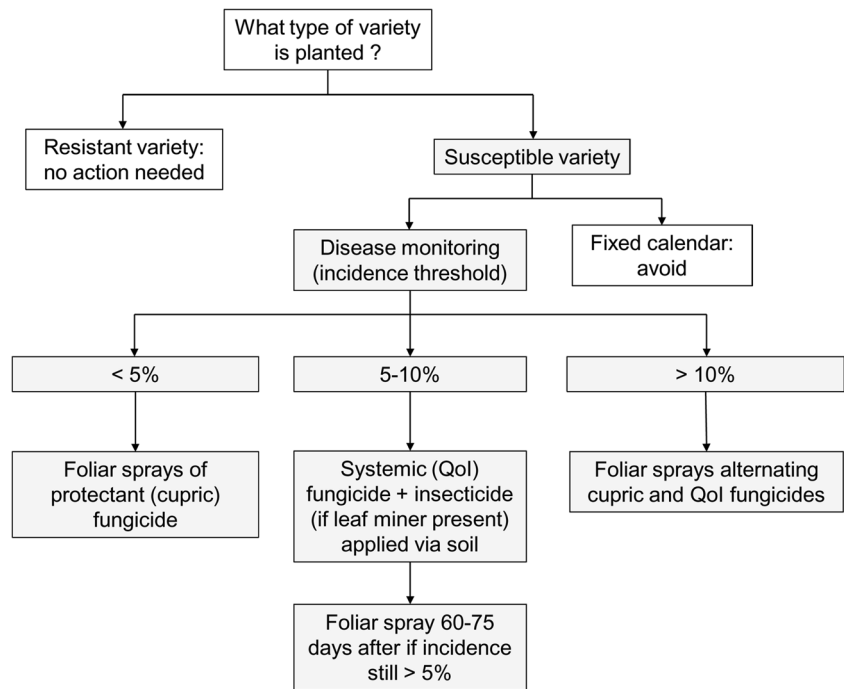 What type of variety
is planted ?
Resistant variety:
no action needed
Susceptible variety
Disease monitoring
(incidence threshold)
Fixed calendar:
avoid
< 5%
5-10%
> 10%
Foliar sprays of
protectant (cupric)
fungicide
Systemic (QoI)
fungicide + insecticide
(if leaf miner present)
applied via soil
Foliar sprays alternating
cupric and QoI fungicides
Foliar spray 60-75
days after if incidence
still > 5%